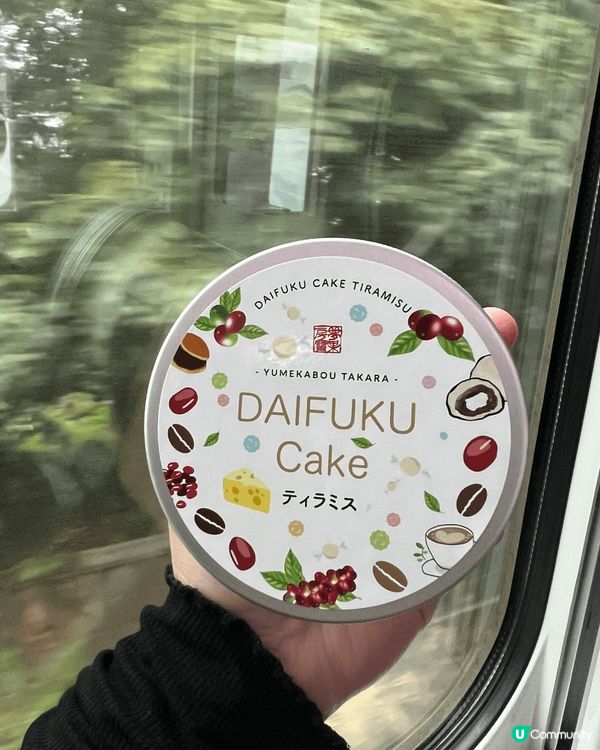 DAIFUKU CAKE TIRAMISU
- YUMEKABOU TAKARA -
DAIFUKU
Cake
ティラミス
U Community